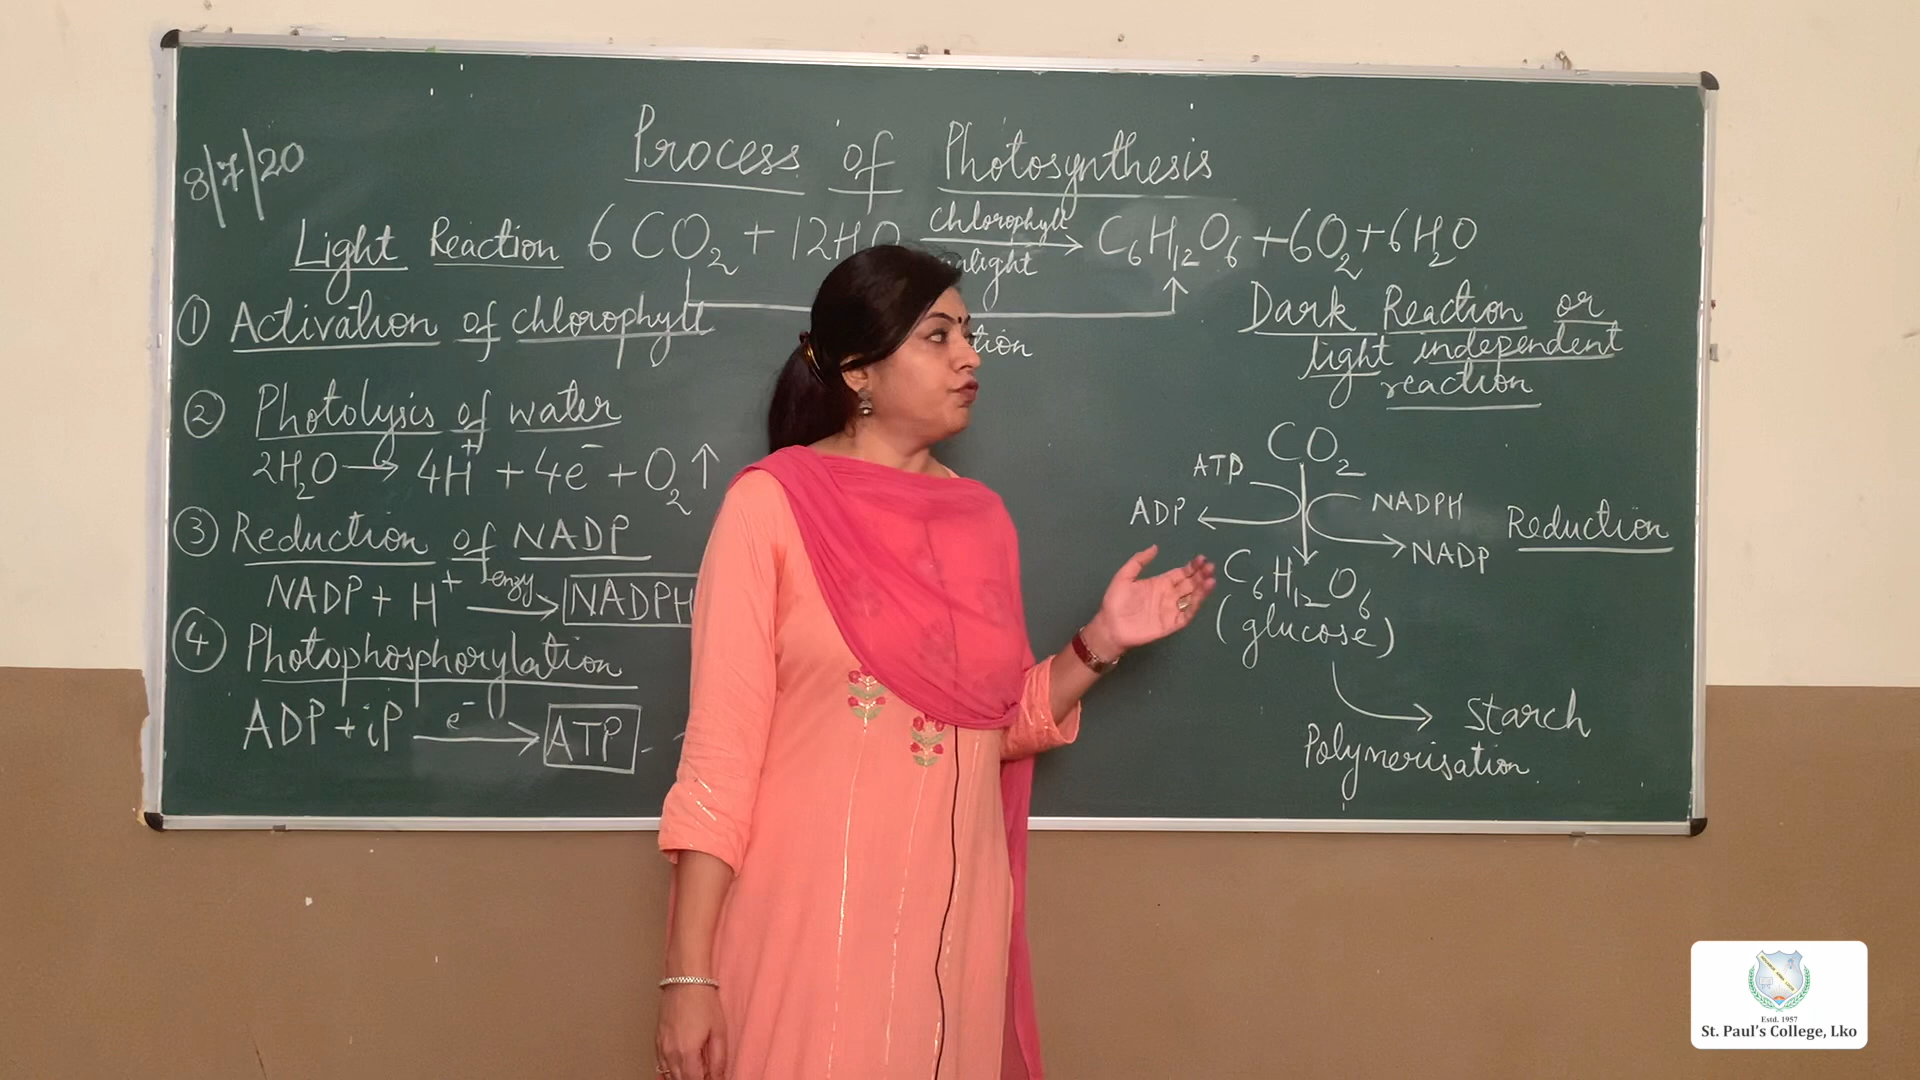 8/7/20
Process of Photosynthesis
Light Reaction 6CO₂ + 12H O chlorophyll → C₆H₁₂O₆ + 6O₂ + 6H₂O
① Activation of chlorophyll
② Photolysis of water
2H₂O → 4H⁺ + 4e⁻ + O₂↑
③ Reduction of NADP
NADP + H⁺ enzy → NADPH
④ Photophosphorylation
ADP + iP e⁻ → ATP
Dark Reaction or
light independent
reaction
CO₂
ATP
ADP
NADPH
NADP
Reduction
C₆H₁₂O₆
(glucose)
Starch
Polymerisation
Estd. 1957
St. Paul's College, Lko